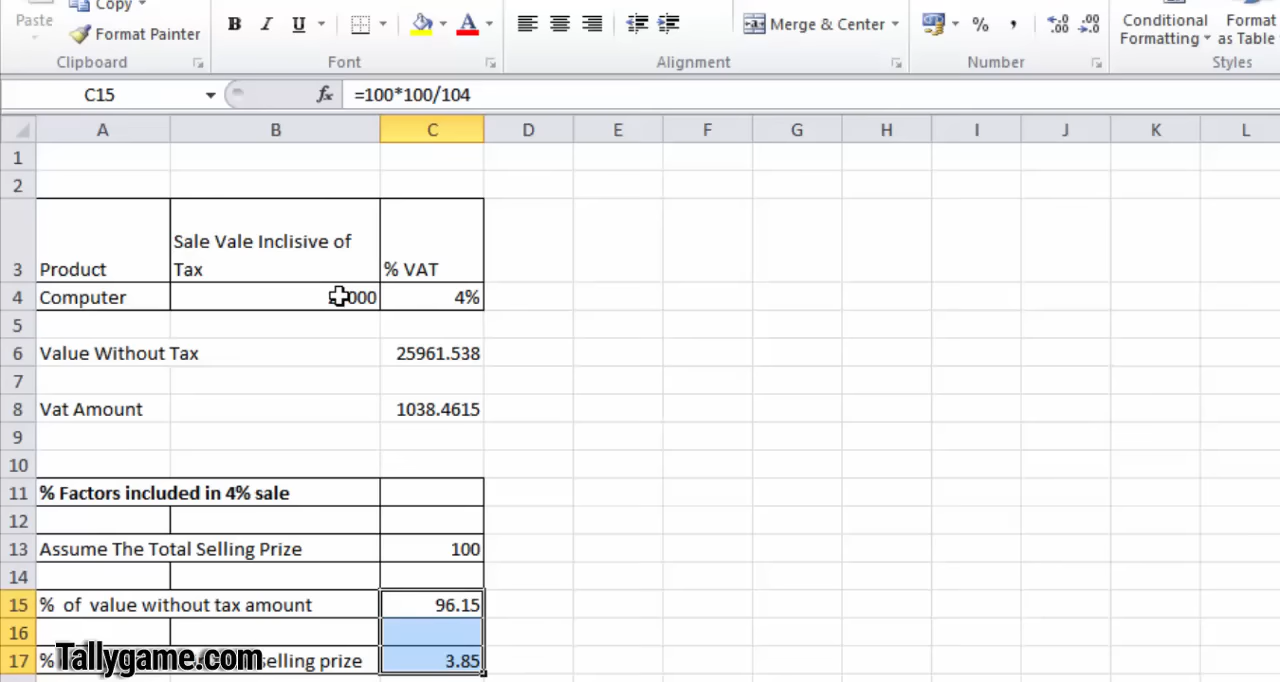 Copy
Paste
Format Painter
B I U A
Merge & Center
%
Conditional Formatting
Format as Table
Clipboard Font Alignment Number Styles
C15 fx =100*100/104
A B C D E F G H I J K L
1
2
3 Product Sale Vale Inclisive of Tax % VAT
4 Computer 000 4%
5
6 Value Without Tax 25961.538
7
8 Vat Amount 1038.4615
9
10
11 % Factors included in 4% sale
12
13 Assume The Total Selling Prize 100
14
15 % of value without tax amount 96.15
16
17 % selling prize 3.85
Tallygame.com